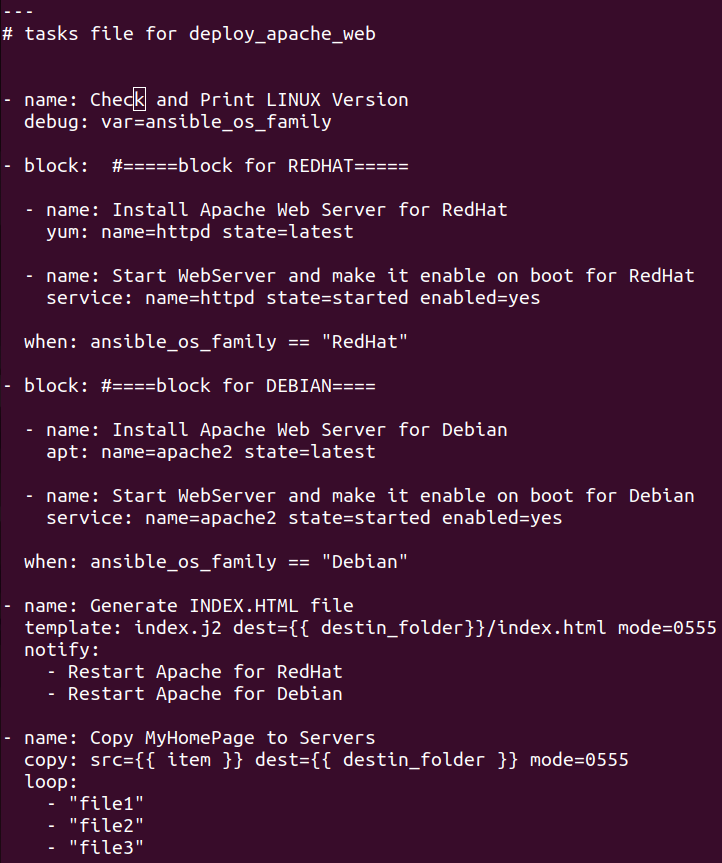 ---
# tasks file for deploy_apache_web
- name: Check and Print LINUX Version
  debug: var=ansible_os_family
- block:  #=====block for REDHAT=====
  - name: Install Apache Web Server for RedHat
    yum: name=httpd state=latest
  - name: Start WebServer and make it enable on boot for RedHat
    service: name=httpd state=started enabled=yes
  when: ansible_os_family == "RedHat"
- block: #====block for DEBIAN====
  - name: Install Apache Web Server for Debian
    apt: name=apache2 state=latest
  - name: Start WebServer and make it enable on boot for Debian
    service: name=apache2 state=started enabled=yes
  when: ansible_os_family == "Debian"
- name: Generate INDEX.HTML file
  template: index.j2 dest={{ destin_folder}}/index.html mode=0555
  notify:
    - Restart Apache for RedHat
    - Restart Apache for Debian
- name: Copy MyHomePage to Servers
  copy: src={{ item }} dest={{ destin_folder }} mode=0555
  loop:
    - "file1"
    - "file2"
    - "file3"